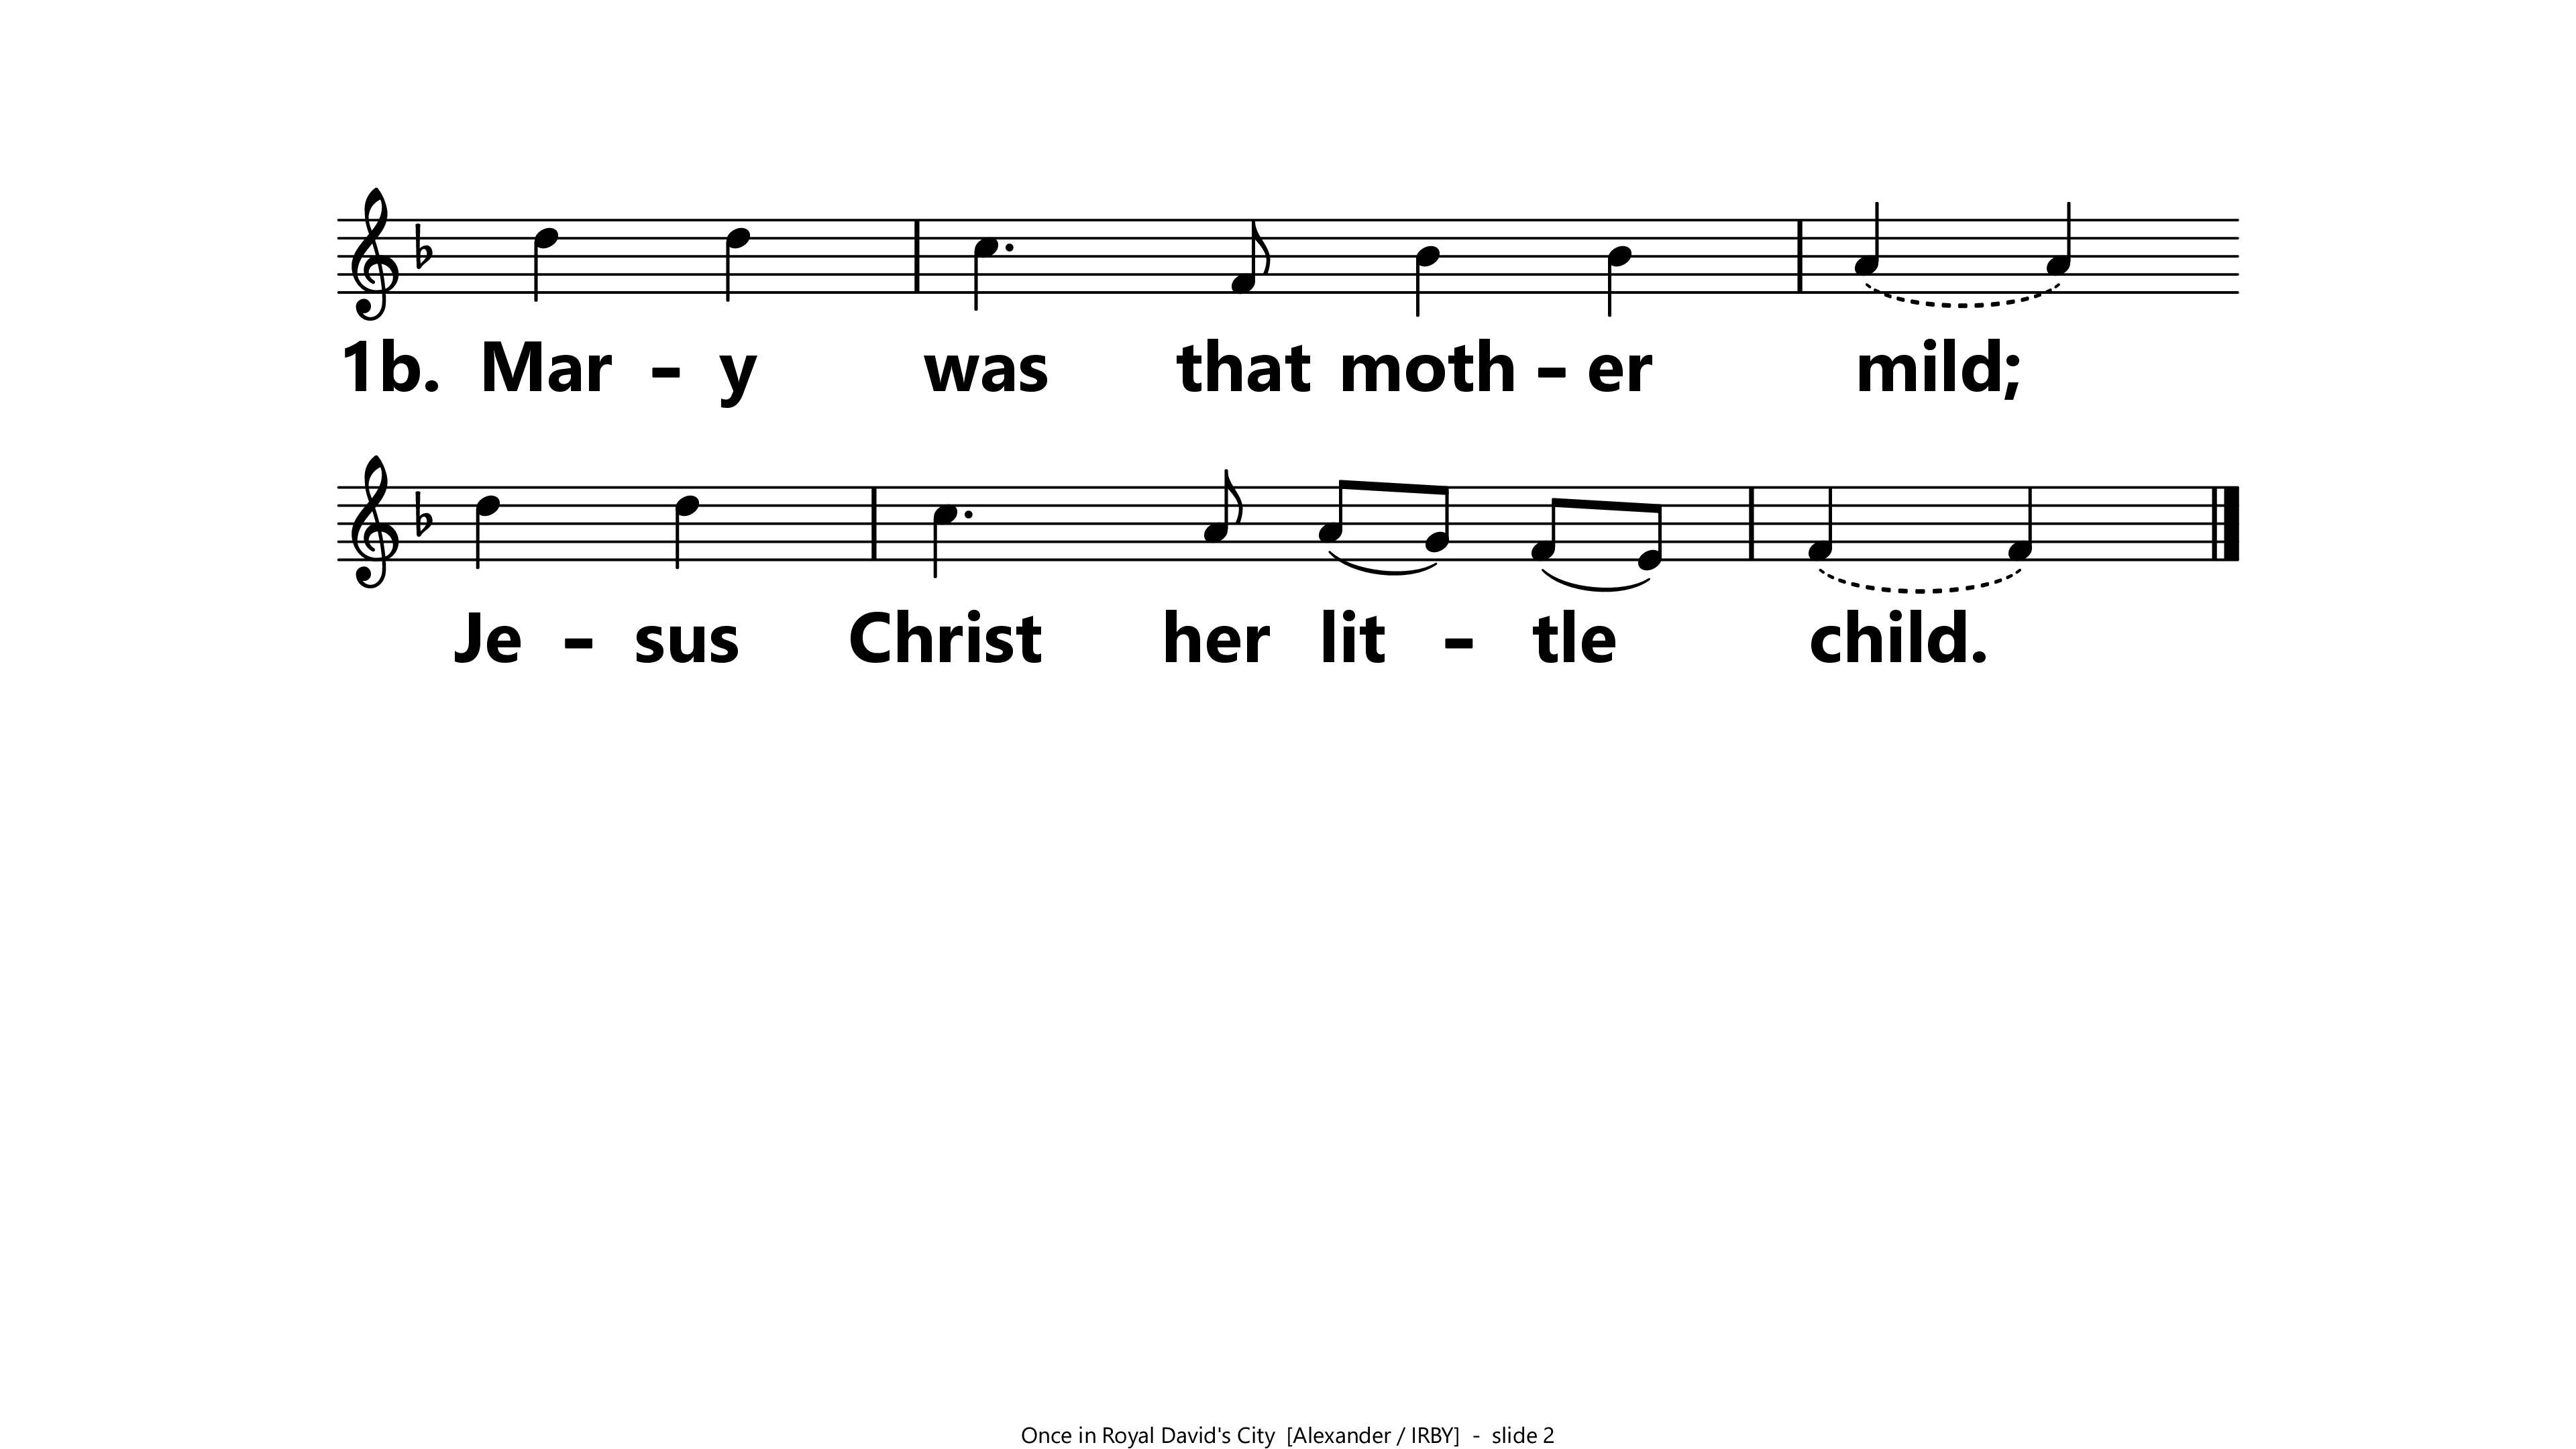 1b. Mar - y was that moth - er mild;
Je - sus Christ her lit - tle child.
Once in Royal David's City [Alexander / IRBY] - slide 2